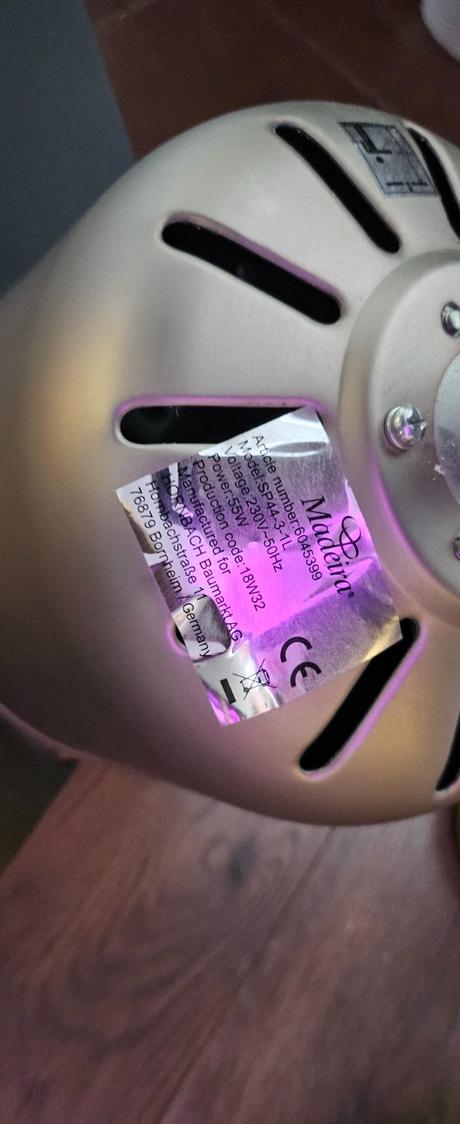 Madeira®
Article number:6045399
Model:SP44.3-1L
Voltage:230V~50Hz
Power:55W
Production code:18W32
Manufactured for
HORNBACH Baumarkt AG
Hornbachstraße 11
76879 Bornheim / Germany
CE